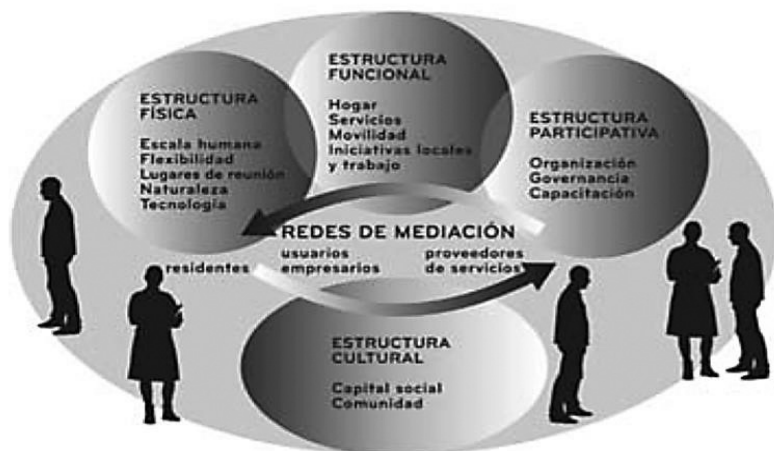 ESTRUCTURA
FÍSICA
Escala humana
Flexibilidad
Lugares de reunión
Naturaleza
Tecnología
ESTRUCTURA
FUNCIONAL
Hogar
Servicios
Movilidad
Iniciativas locales
y trabajo
ESTRUCTURA
PARTICIPATIVA
Organización
Governancia
Capacitación
REDES DE MEDIACIÓN
residentes
usuarios
empresarios
proveedores
de servicios
ESTRUCTURA
CULTURAL
Capital social
Comunidad